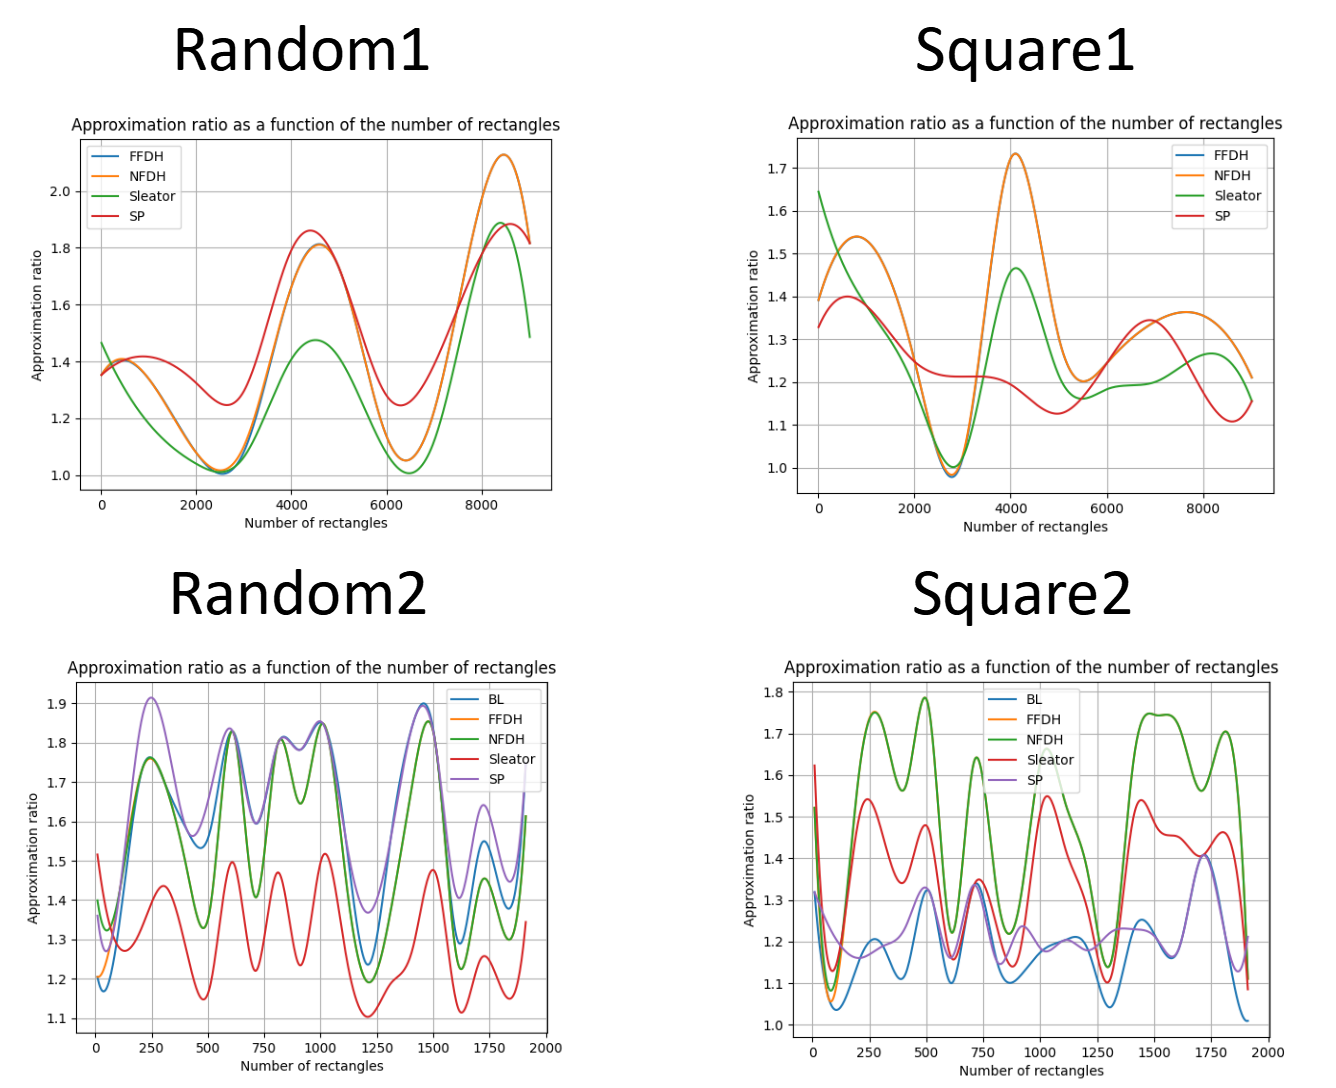 Random1
Approximation ratio as a function of the number of rectangles
FFDH
NFDH
Sleator
SP
2.0
1.8
1.6
1.4
1.2
1.0
Approximation ratio
0 2000 4000 6000 8000
Number of rectangles
Square1
Approximation ratio as a function of the number of rectangles
FFDH
NFDH
Sleator
SP
1.7
1.6
1.5
1.4
1.3
1.2
1.1
1.0
Approximation ratio
0 2000 4000 6000 8000
Number of rectangles
Random2
Approximation ratio as a function of the number of rectangles
BL
FFDH
NFDH
Sleator
SP
1.9
1.8
1.7
1.6
1.5
1.4
1.3
1.2
1.1
Approximation ratio
0 250 500 750 1000 1250 1500 1750 2000
Number of rectangles
Square2
Approximation ratio as a function of the number of rectangles
BL
FFDH
NFDH
Sleator
SP
1.8
1.7
1.6
1.5
1.4
1.3
1.2
1.1
1.0
Approximation ratio
0 250 500 750 1000 1250 1500 1750 2000
Number of rectangles